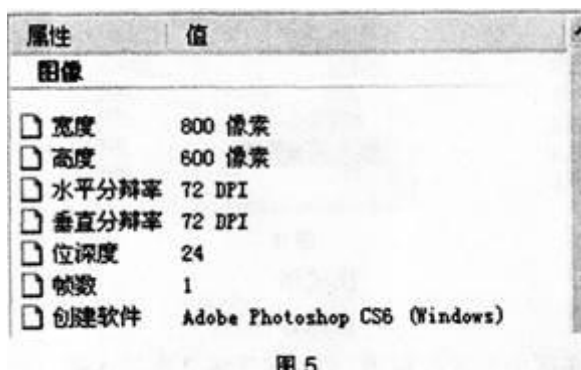 属性 值
图像
宽度 800 像素
高度 600 像素
水平分辩率 72 DPI
垂直分辩率 72 DPI
位深度 24
帧数 1
创建软件 Adobe Photoshop CS6 (Windows)
图 5